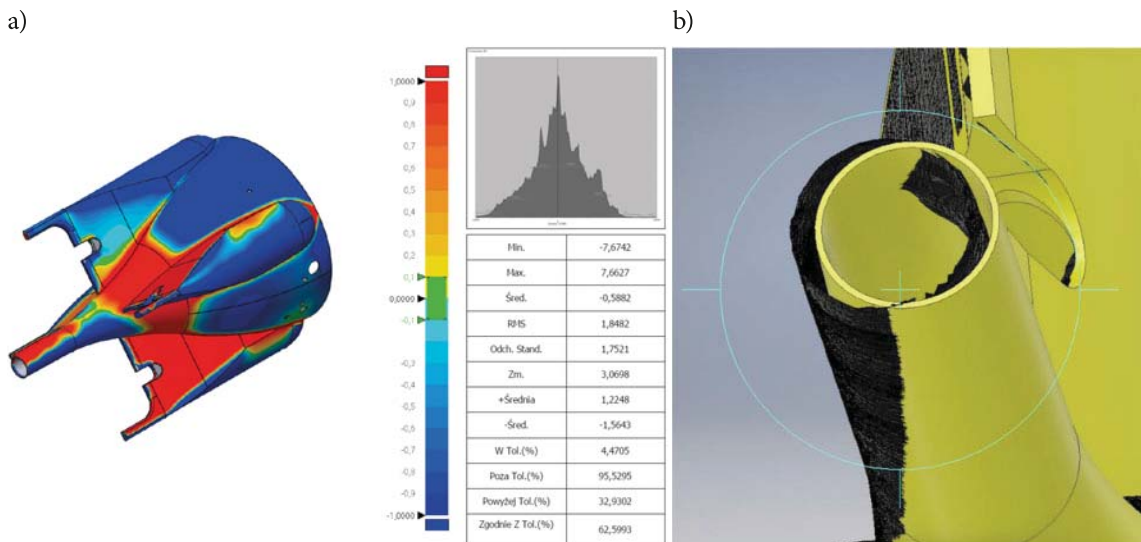 a)
b)
1,0000
0,9
0,8
0,7
0,6
0,5
0,4
0,3
0,2
0,1
0,0000
-0,1
-0,3
-0,4
-0,5
-0,6
-0,7
-0,8
-0,9
-1,0000
Min. -7,6742
Max. 7,6627
Śred. -0,5882
RMS 1,8482
Odch. Stand. 1,7521
Zm. 3,0698
+Średnia 1,2248
-Śred. -1,5643
W Tol.(%) 4,4705
Poza Tol.(%) 95,5295
Powyżej Tol.(%) 32,9302
Zgodnie Z Tol.(%) 62,5993